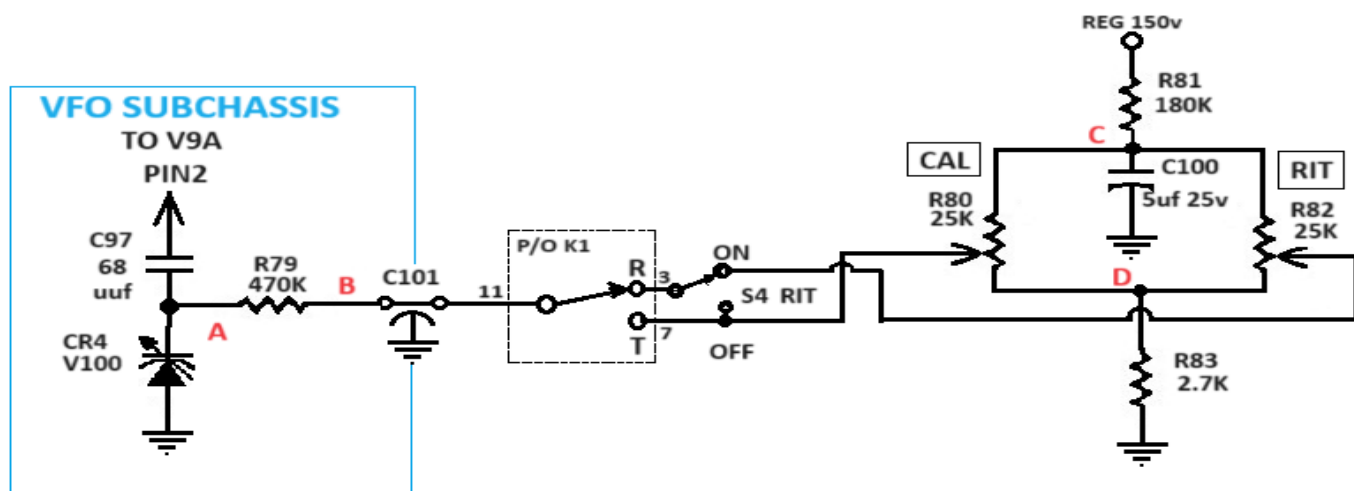 VFO SUBCHASSIS
TO V9A
PIN2
C97
68
uuf
R79
470K
A
B
CR4
V100
C101
11
P/O K1
R
T
3
7
ON
S4 RIT
OFF
REG 150v
R81
180K
C
CAL
C100
5uf 25v
RIT
R80
25K
R82
25K
D
R83
2.7K